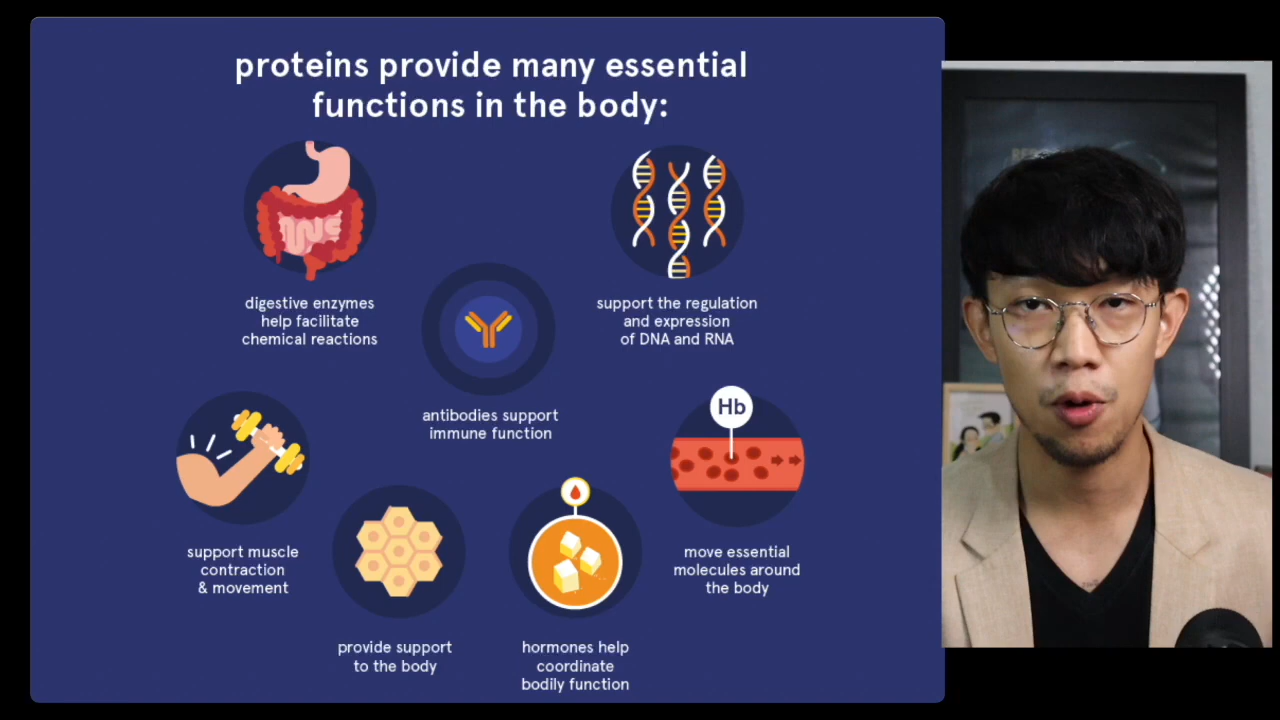 proteins provide many essential
functions in the body:
digestive enzymes
help facilitate
chemical reactions
support the regulation
and expression
of DNA and RNA
antibodies support
immune function
Hb
support muscle
contraction
& movement
move essential
molecules around
the body
provide support
to the body
hormones help
coordinate
bodily function